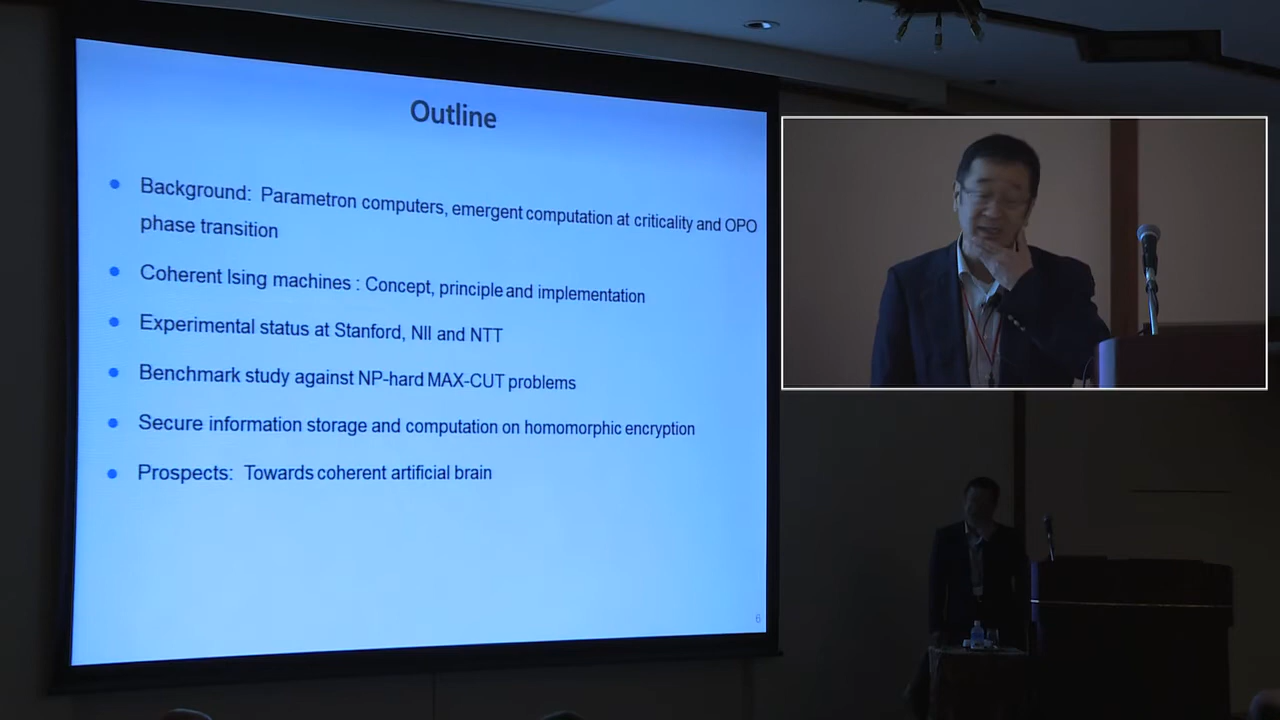 Outline
Background: Parametron computers, emergent computation at criticality and OPO
phase transition
Coherent Ising machines : Concept, principle and implementation
Experimental status at Stanford, NII and NTT
Benchmark study against NP-hard MAX-CUT problems
Secure information storage and computation on homomorphic encryption
Prospects: Towards coherent artificial brain
6